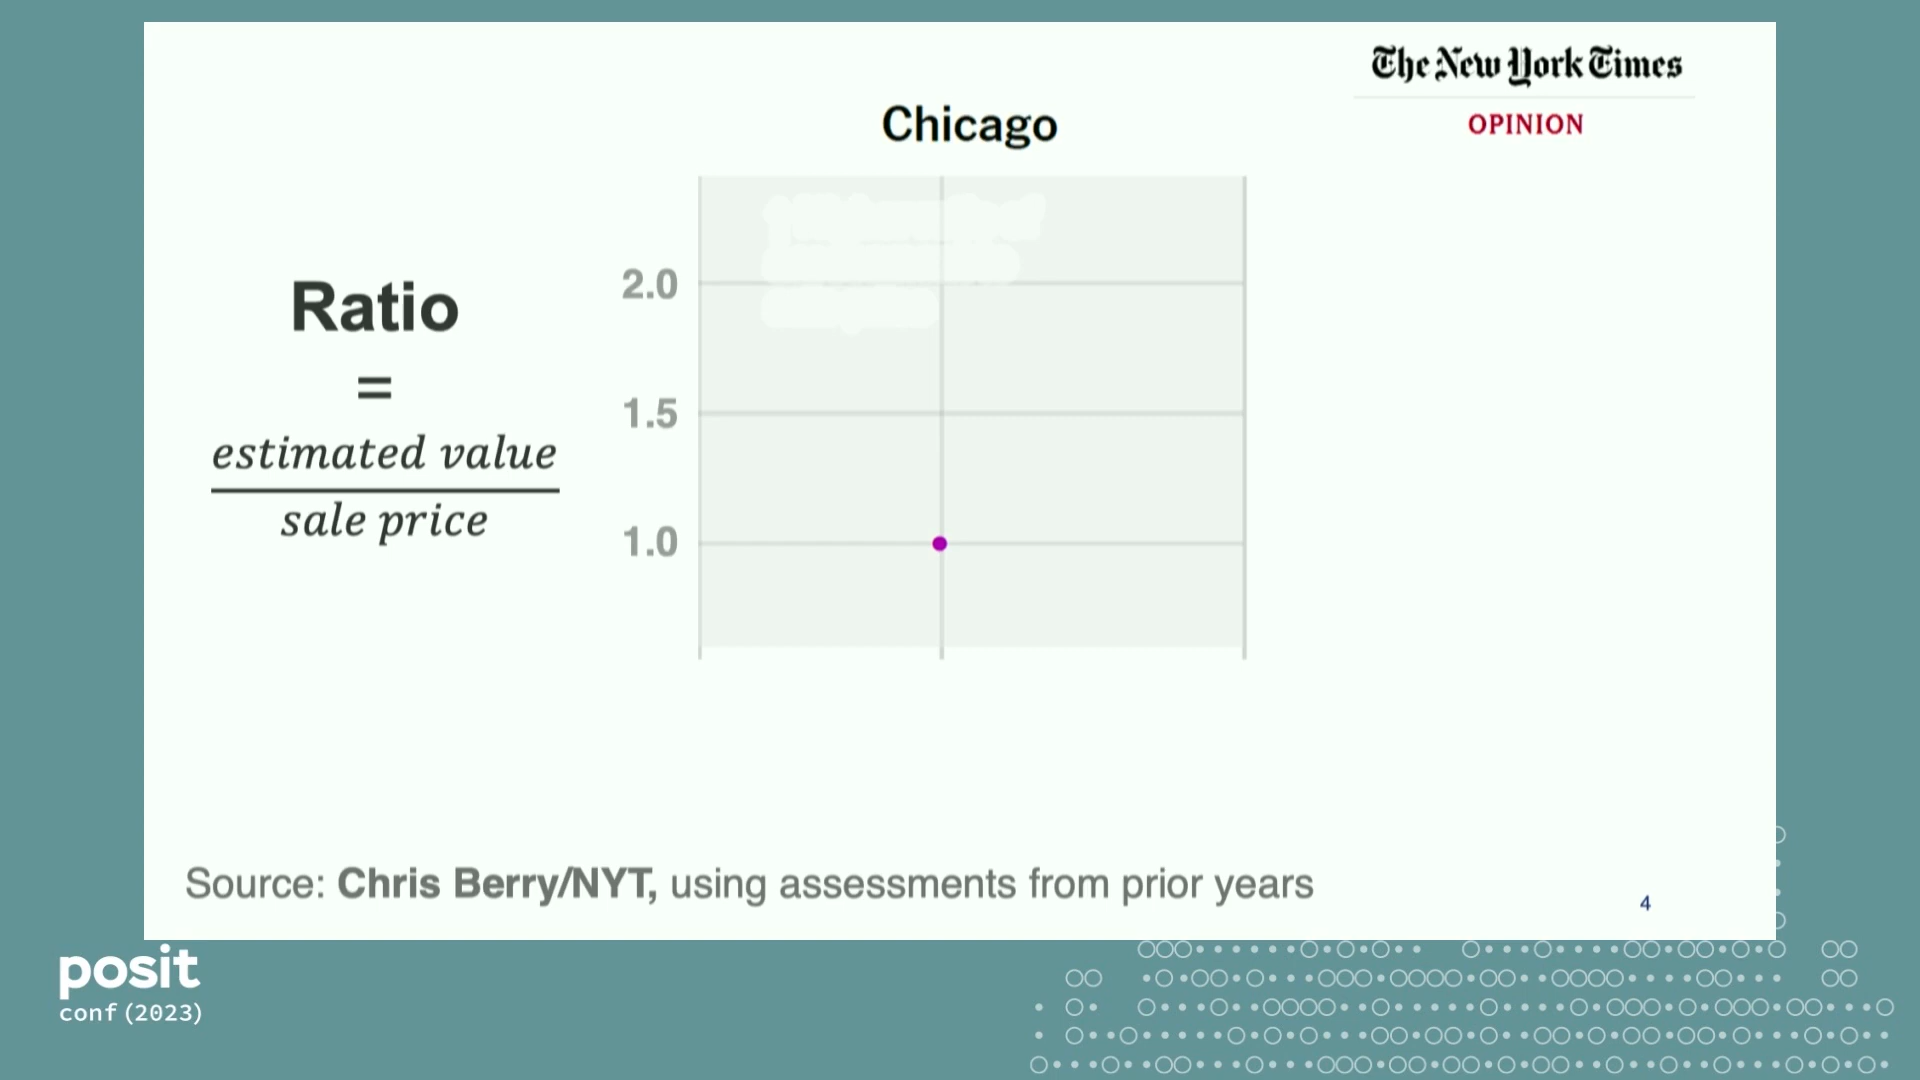 The New York Times
OPINION
Chicago
Ratio
=
estimated value
sale price
2.0
1.5
1.0
Source: Chris Berry/NYT, using assessments from prior years
4
posit
conf(2023)